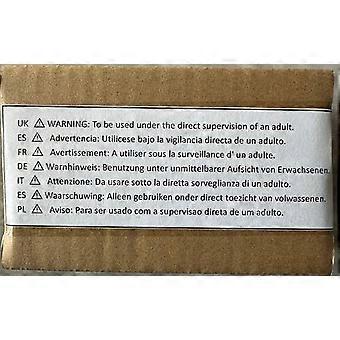 UK ⚠ WARNING: To be used under the direct supervision of an adult.
ES ⚠ Advertencia: Utilicese bajo la vigilancia directa de un adulto.
FR ⚠ Avertissement: A utiliser sous la surveillance d' un adulte.
DE ⚠ Warnhinweis: Benutzung unter unmittelbarer Aufsicht von Erwachsenen.
IT ⚠ Attenzione: Da usare sotto la diretta sorveglianza di un adulto.
ES ⚠ Waarschuwing: Alleen gebruiken onder direct toezicht van volwassenen.
PL ⚠ Aviso: Para ser usado com a supervisao direta de um adulto.